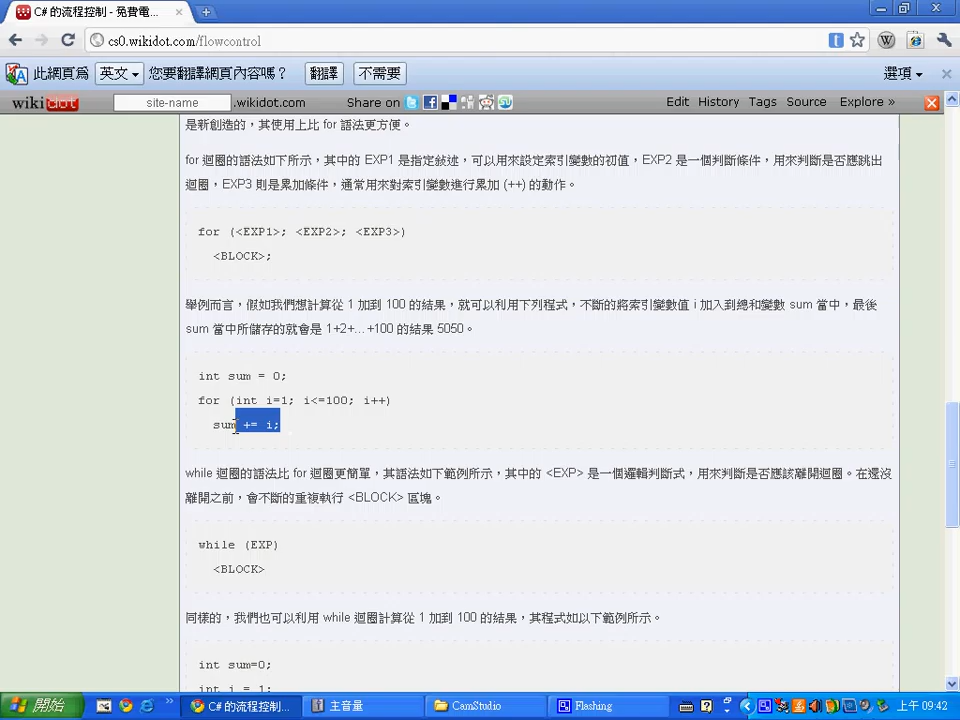 C# 的流程控制 - 免費電...
cs0.wikidot.com/flowcontrol
此網頁為 英文 您要翻譯網頁內容嗎？ 翻譯 不需要 選項
wikidot site-name .wikidot.com Share on Edit History Tags Source Explore »
是新創造的，其使用上比 for 語法更方便。
for 迴圈的語法如下所示，其中的 EXP1 是指定敍述，可以用來設定索引變數的初值，EXP2 是一個判斷條件，用來判斷是否應跳出
迴圈，EXP3 則是累加條件，通常用來對索引變數進行累加 (++) 的動作。
for (<EXP1>; <EXP2>; <EXP3>)
<BLOCK>;
舉例而言，假如我們想計算從 1 加到 100 的結果，就可以利用下列程式，不斷的將索引變數值 i 加入到總和變數 sum 當中，最後
sum 當中所儲存的就會是 1+2+...+100 的結果 5050。
int sum = 0;
for (int i=1; i<=100; i++)
sum += i;
while 迴圈的語法比 for 迴圈更簡單，其語法如下範例所示，其中的 <EXP> 是一個邏輯判斷式，用來判斷是否應該離開迴圈。在還沒
離開之前，會不斷的重複執行 <BLOCK> 區塊。
while (EXP)
<BLOCK>
同樣的，我們也可以利用 while 迴圈計算從 1 加到 100 的結果，其程式如以下範例所示。
int sum=0;
int i = 1;
開始 C# 的流程控制... 主音量 CamStudio Flashing 上午 09:42